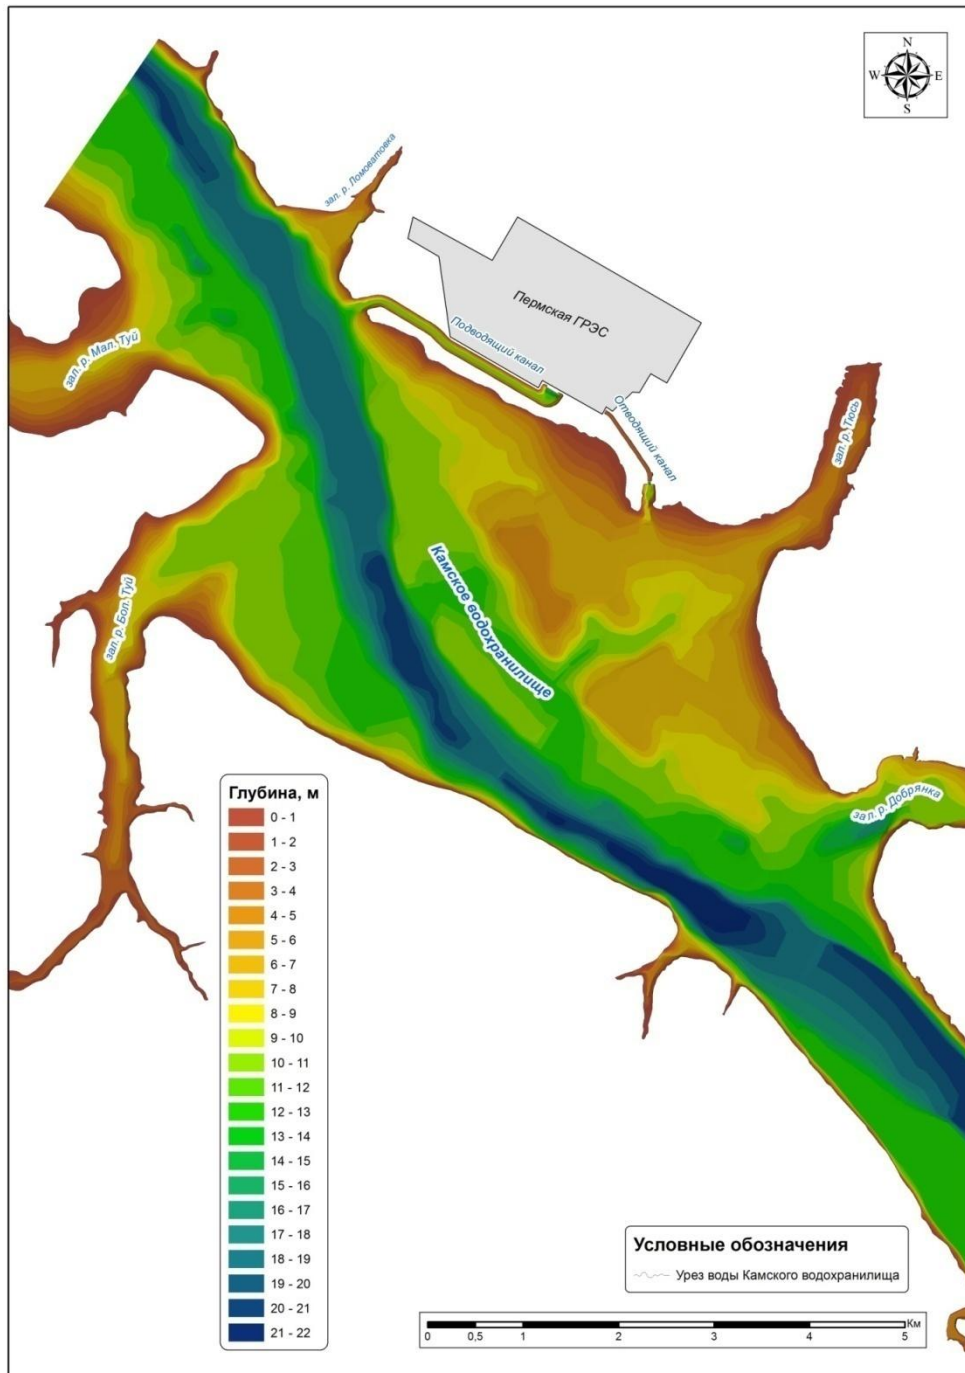 N
W E
S
зал. р. Ломоватовка
Пермская ГРЭС
Подводящий канал
зал. р. Мал. Туй
Отводящий канал
зал. р. Тюсь
Камское водохранилище
зал. р. Бол. Туй
зал. р. Добрянка
Глубина, м
0 - 1
1 - 2
2 - 3
3 - 4
4 - 5
5 - 6
6 - 7
7 - 8
8 - 9
9 - 10
10 - 11
11 - 12
12 - 13
13 - 14
14 - 15
15 - 16
16 - 17
17 - 18
18 - 19
19 - 20
20 - 21
21 - 22
Условные обозначения
Урез воды Камского водохранилища
Км
0 0,5 1 2 3 4 5